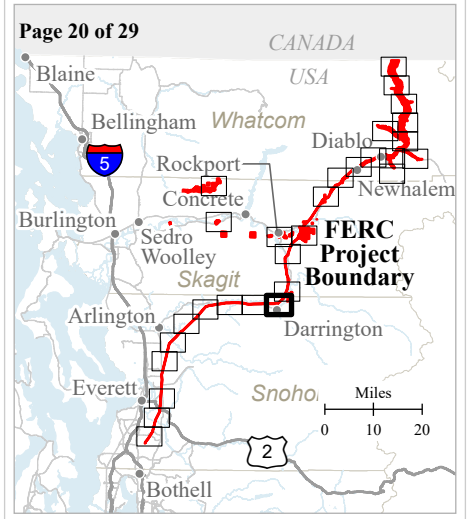 Page 20 of 29
CANADA
USA
Blaine
Bellingham
Whatcom
Diablo
5
Rockport
Newhalem
Concrete
Burlington
Sedro
Woolley
FERC
Project
Boundary
Skagit
Arlington
Darrington
Everett
Snohoi
Miles
0 10 20
2
Bothell